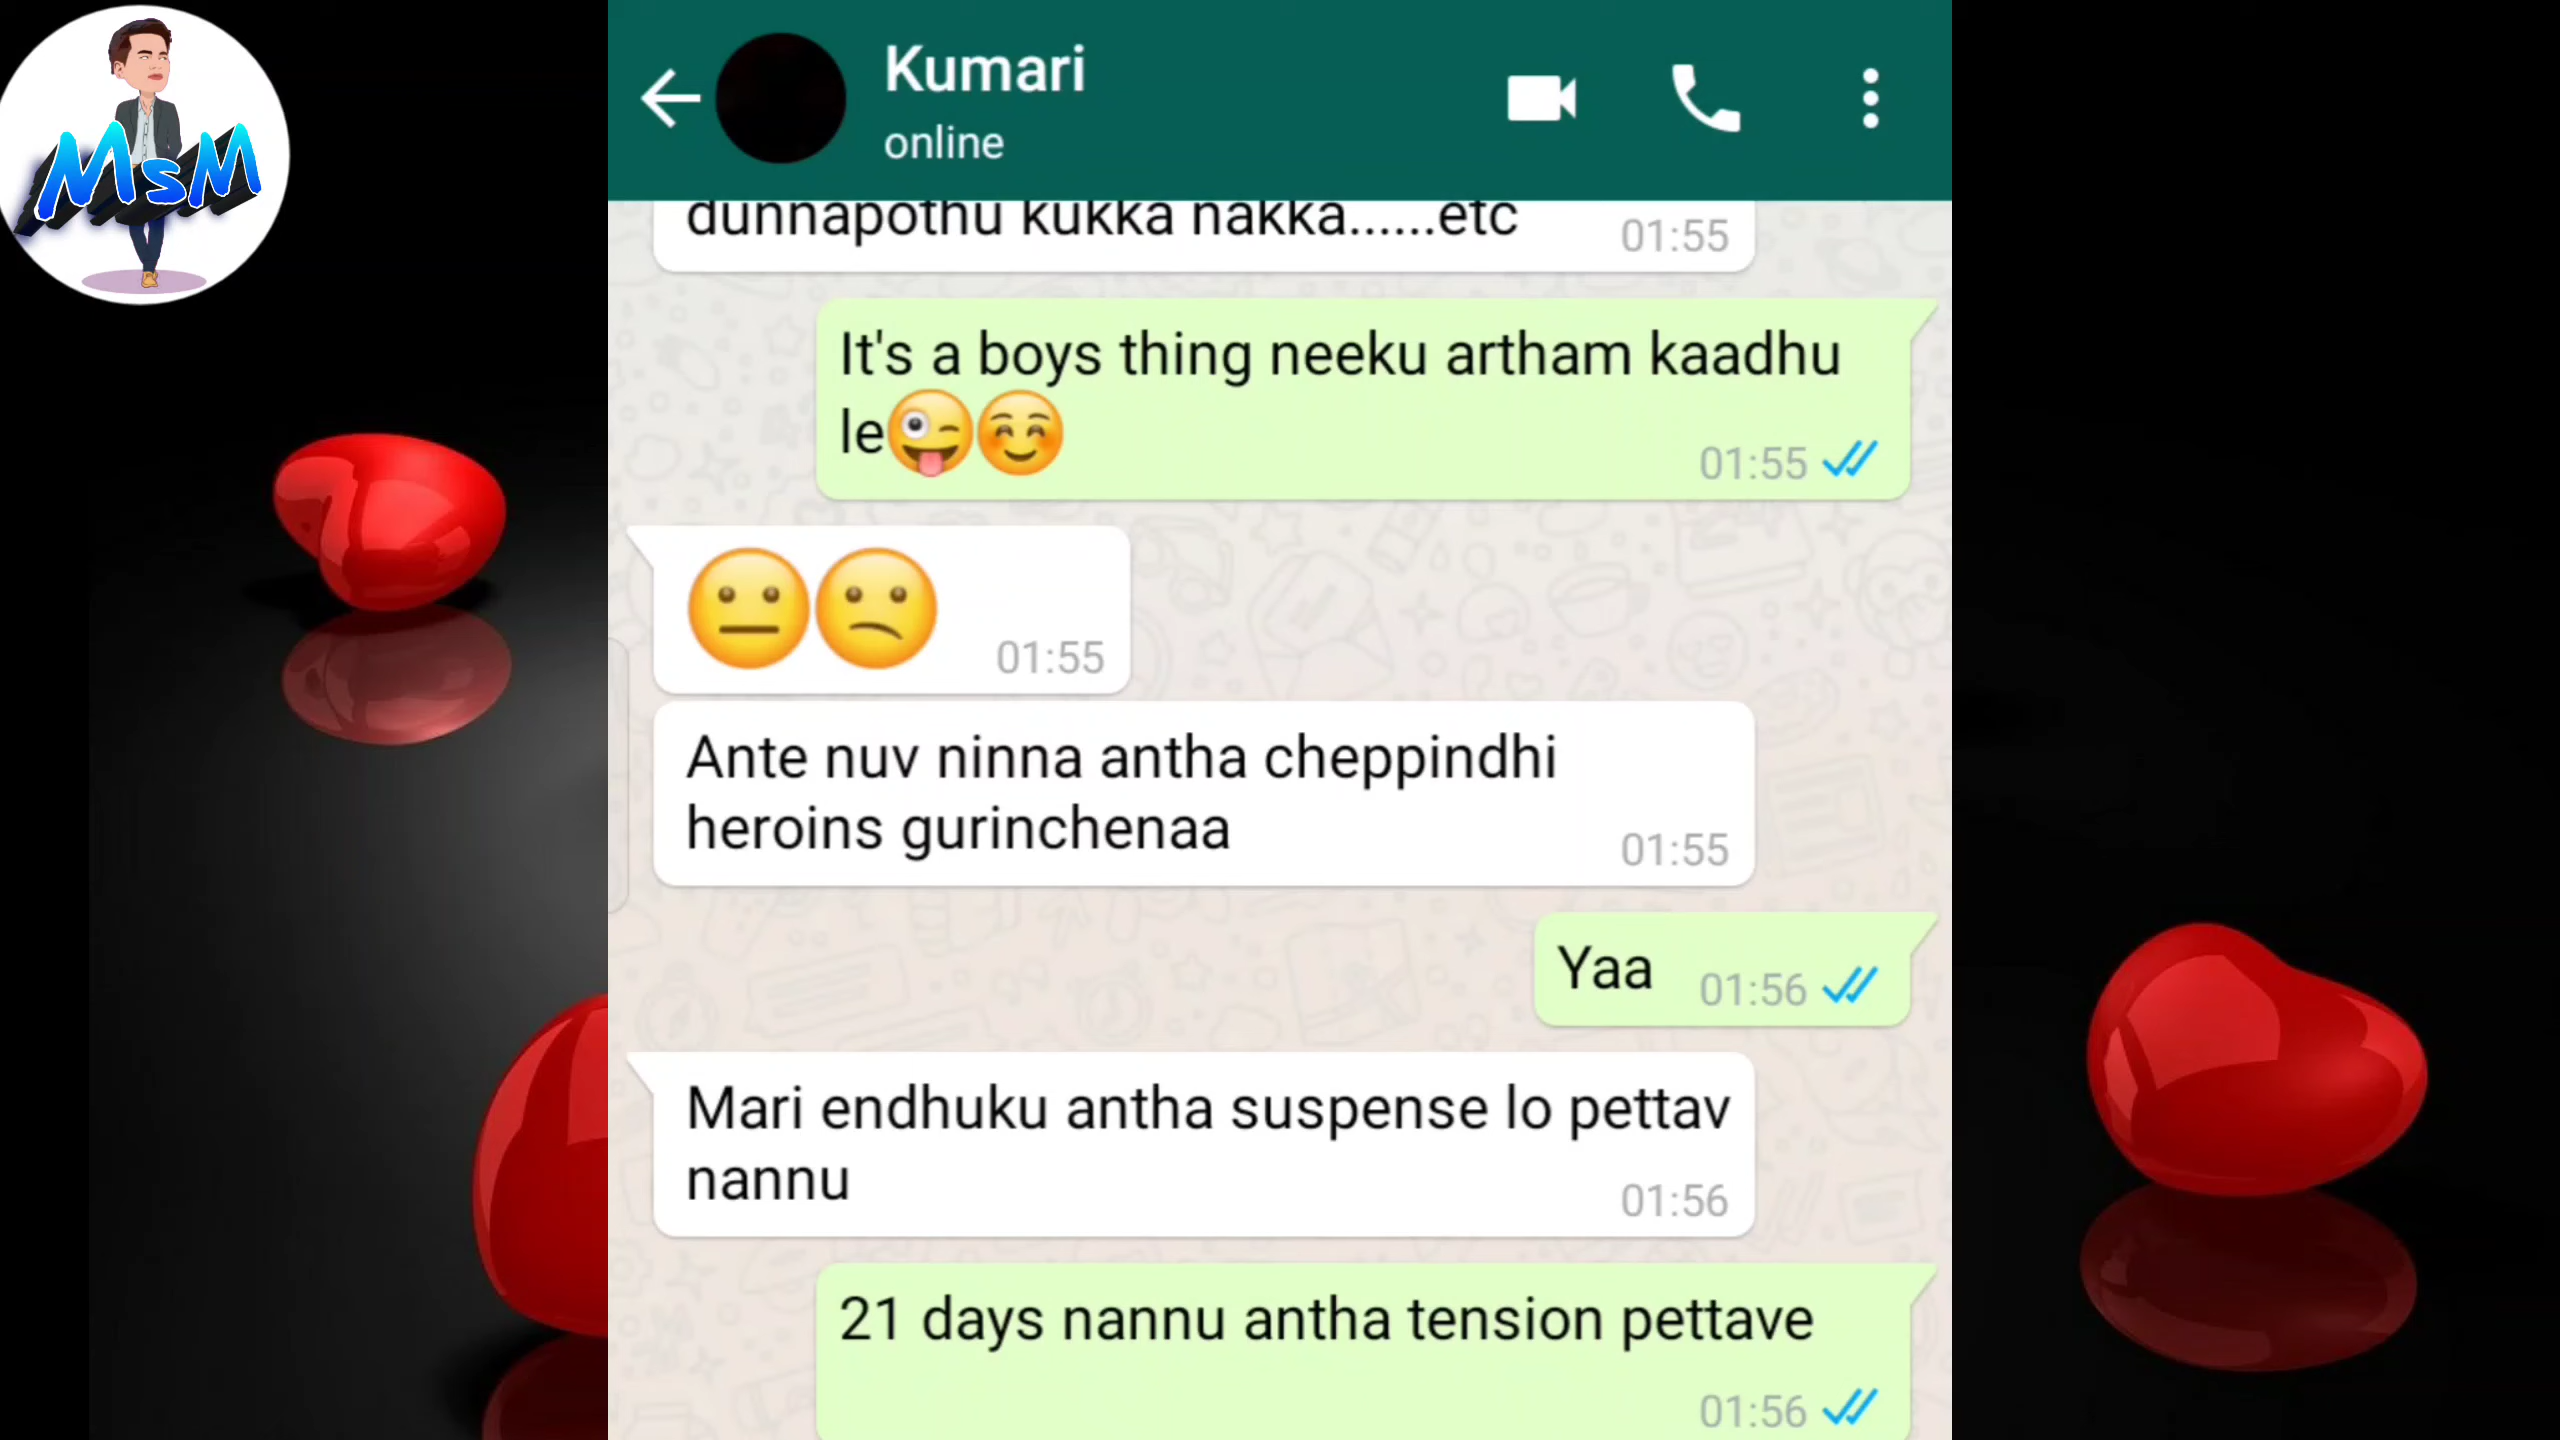 MsM
Kumari
online
dunnapothu kukka nakka......etc
01:55
It's a boys thing neeku artham kaadhu
le😜☺️
01:55
😐😕
01:55
Ante nuv ninna antha cheppindhi
heroins gurinchenaa
01:55
Yaa
01:56
Mari endhuku antha suspense lo pettav
nannu
01:56
21 days nannu antha tension pettave
01:56